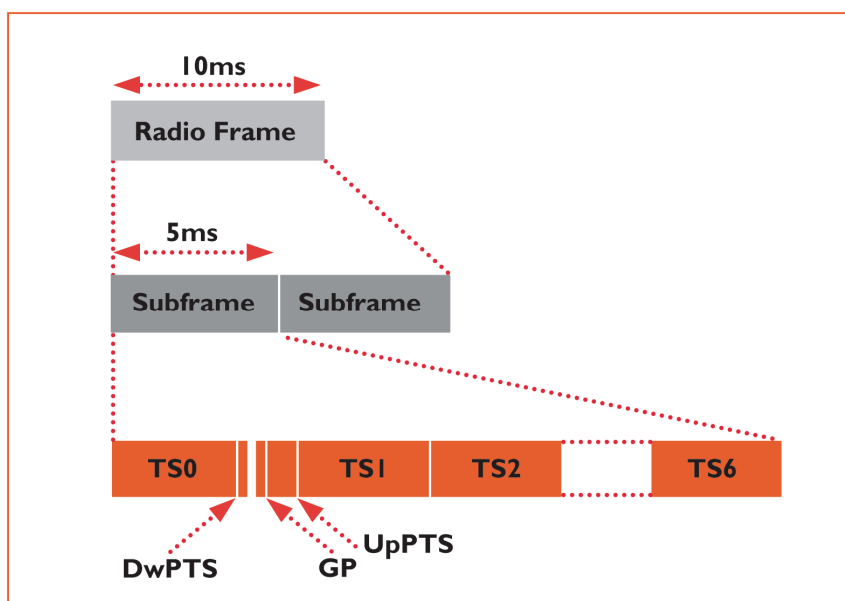 10ms
Radio Frame
5ms
Subframe Subframe
TS0 TS1 TS2 TS6
UpPTS
DwPTS GP